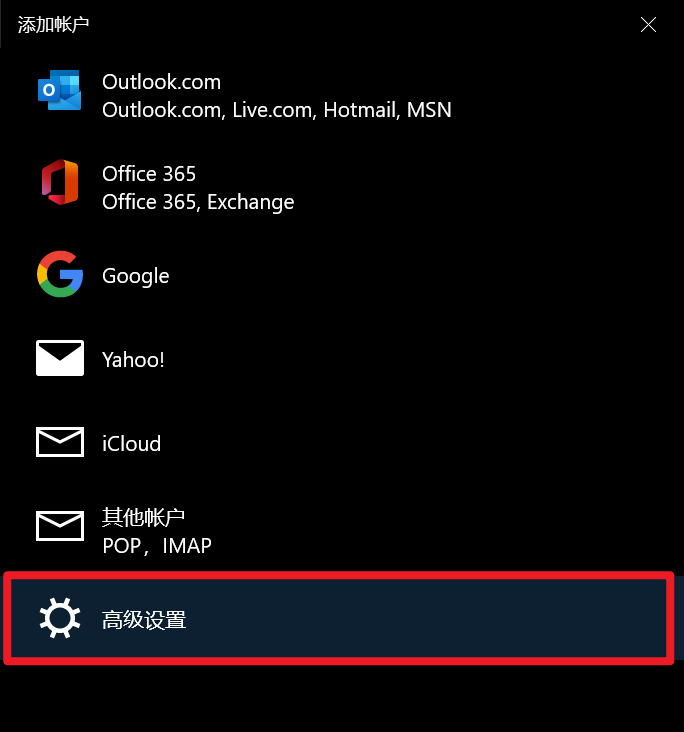 添加帐户
Outlook.com
Outlook.com, Live.com, Hotmail, MSN
Office 365
Office 365, Exchange
Google
Yahoo!
iCloud
其他帐户
POP，IMAP
高级设置